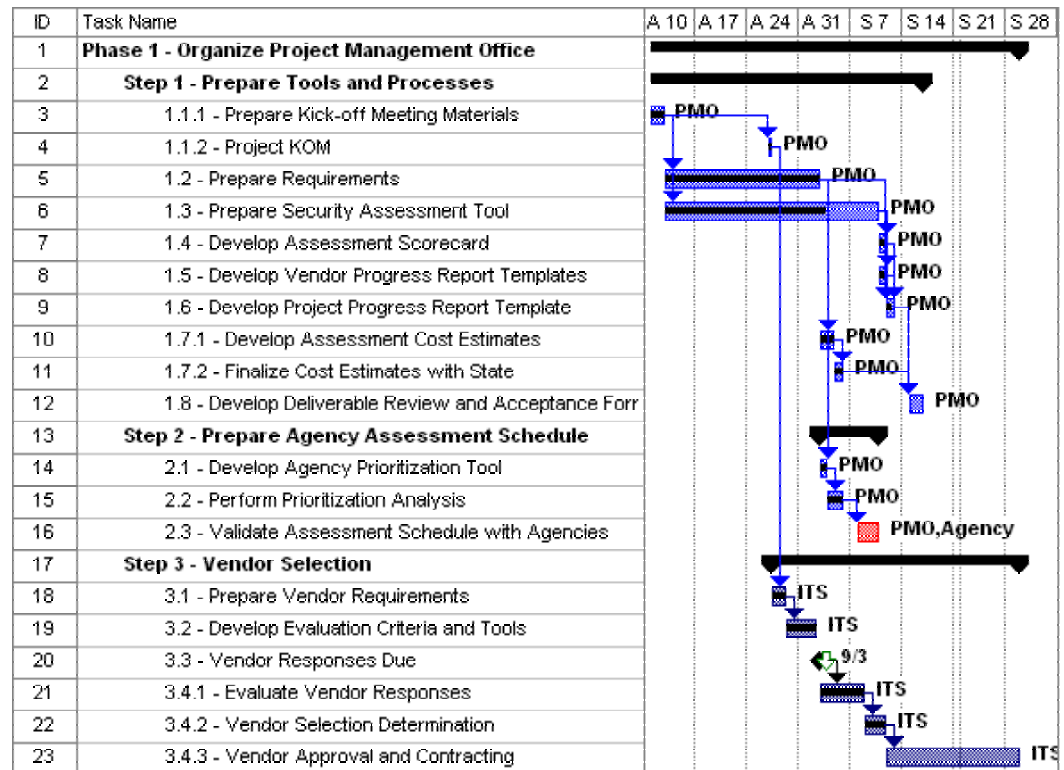 ID Task Name A 10 A 17 A 24 A 31 S 7 S 14 S 21 S 28
1 Phase 1 - Organize Project Management Office
2 Step 1 - Prepare Tools and Processes
3 1.1.1 - Prepare Kick-off Meeting Materials PMO
4 1.1.2 - Project KOM PMO
5 1.2 - Prepare Requirements PMO
6 1.3 - Prepare Security Assessment Tool PMO
7 1.4 - Develop Assessment Scorecard PMO
8 1.5 - Develop Vendor Progress Report Templates PMO
9 1.6 - Develop Project Progress Report Template PMO
10 1.7.1 - Develop Assessment Cost Estimates PMO
11 1.7.2 - Finalize Cost Estimates with State PMO
12 1.8 - Develop Deliverable Review and Acceptance Forr PMO
13 Step 2 - Prepare Agency Assessment Schedule
14 2.1 - Develop Agency Prioritization Tool PMO
15 2.2 - Perform Prioritization Analysis PMO
16 2.3 - Validate Assessment Schedule with Agencies PMO,Agency
17 Step 3 - Vendor Selection
18 3.1 - Prepare Vendor Requirements ITS
19 3.2 - Develop Evaluation Criteria and Tools ITS
20 3.3 - Vendor Responses Due 9/3
21 3.4.1 - Evaluate Vendor Responses ITS
22 3.4.2 - Vendor Selection Determination ITS
23 3.4.3 - Vendor Approval and Contracting ITS